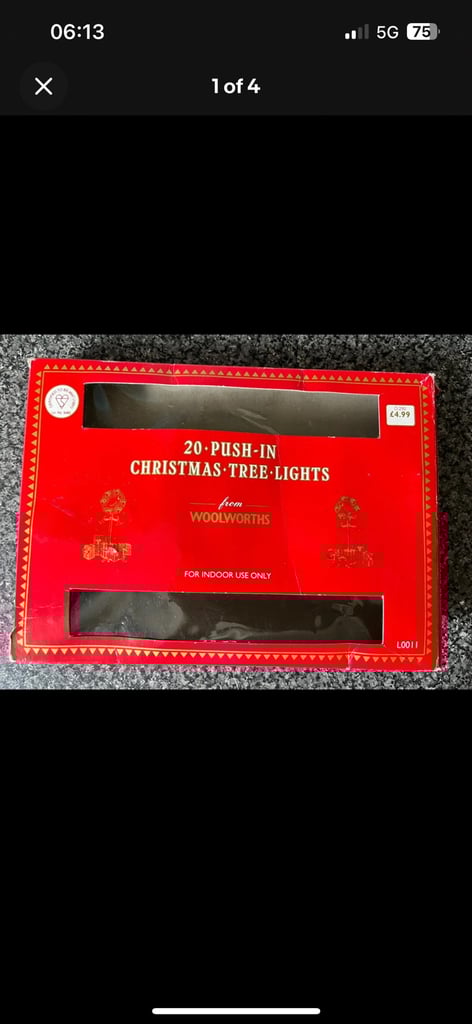 06:13
5G
75
1 of 4
£4.99
20·PUSH-IN
CHRISTMAS·TREE·LIGHTS
from
WOOLWORTHS
FOR INDOOR USE ONLY
L0011